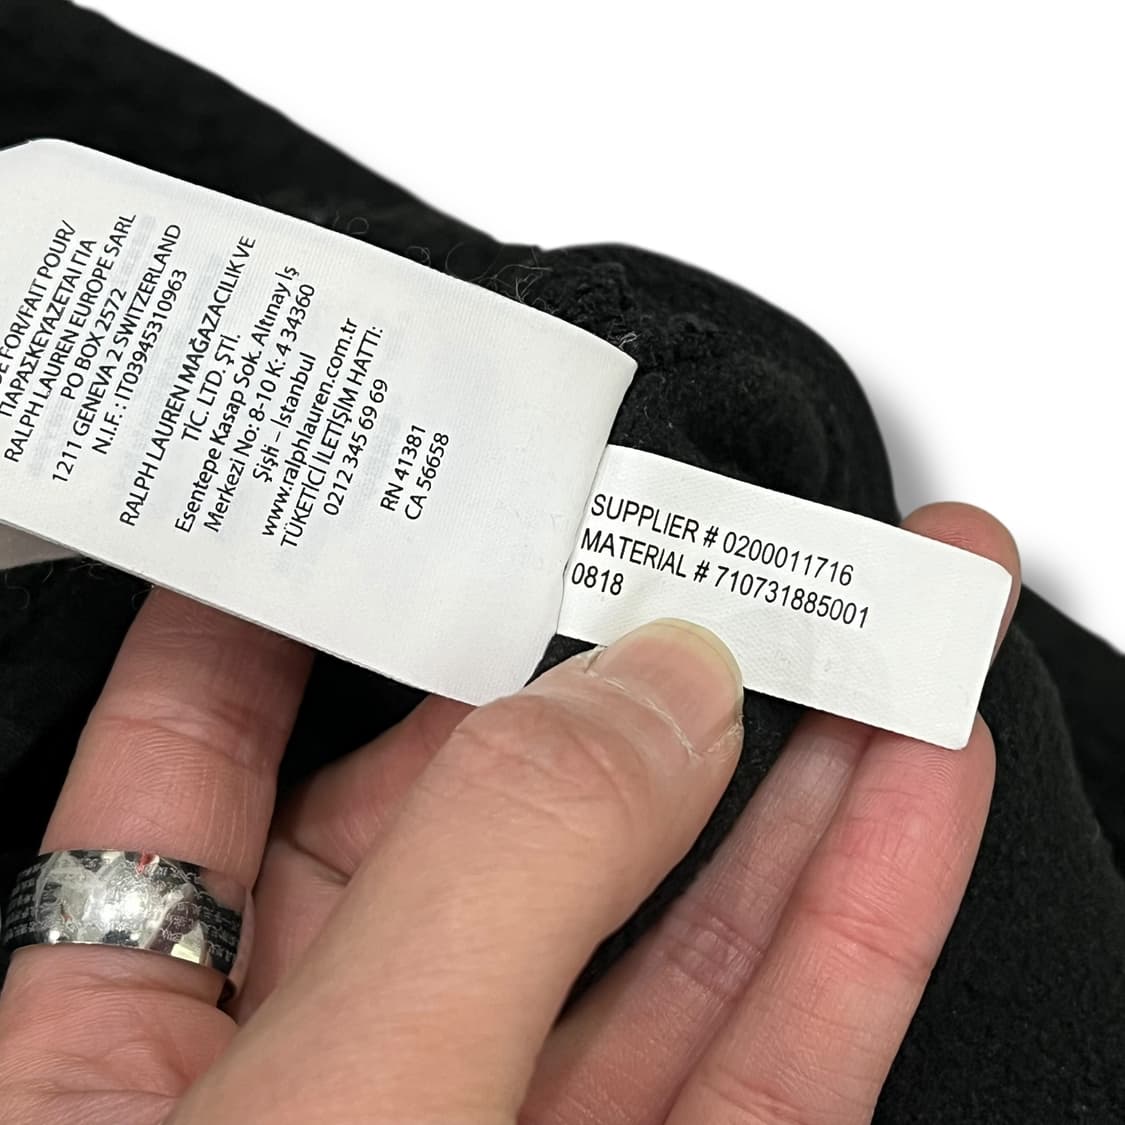 FOR/FAIT POUR/
ΠΑΡΑΣΚΕΥΑΖΕΤΑΙ ΓΙΑ
RALPH LAUREN EUROPE SARL
PO BOX 2572
1211 GENEVA 2 SWITZERLAND
N.I.F. : IT03945310963
RALPH LAUREN MAĞAZACILIK VE
TİC. LTD. ŞTİ.
Esentepe Kasap Sok. Altınay İş
Merkezi No: 8-10 K: 4 34360
Şişli – İstanbul
www.ralphlauren.com.tr
TÜKETİCİ İLETİŞİM HATTI:
0212 345 69 69
RN 41381
CA 56658
SUPPLIER # 0200011716
MATERIAL # 710731885001
0818